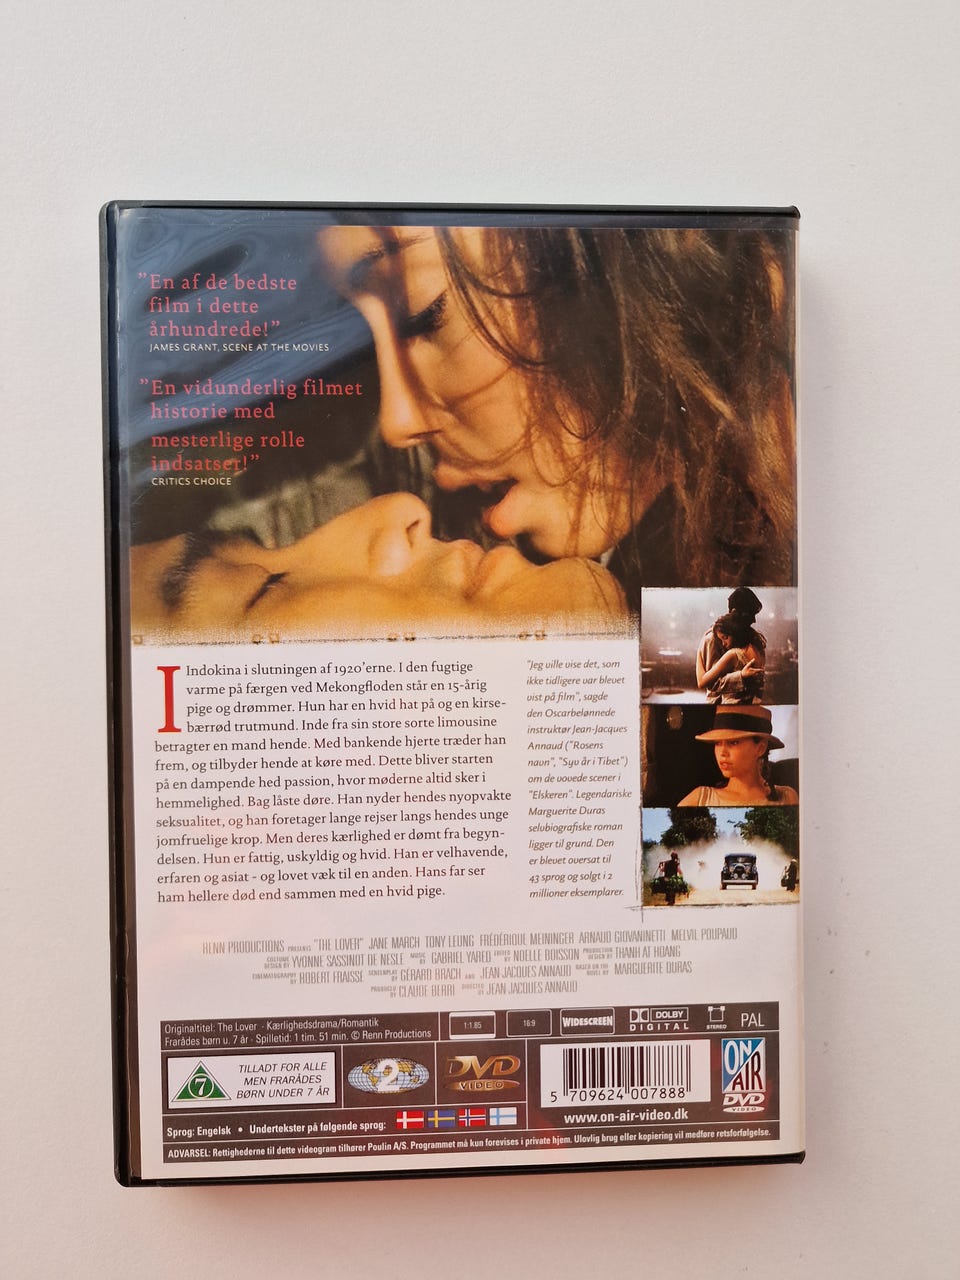 ”En af de bedste
film i dette
århundrede!”
JAMES GRANT, SCENE AT THE MOVIES
”En vidunderlig filmet
historie med
mesterlige rolle
indsatser!”
CRITICS CHOICE
Indokina i slutningen af 1920’erne. I den fugtige
varme på færgen ved Mekongfloden står en 15-årig
pige og drømmer. Hun har en hvid hat på og en kirse-
bærrød trutmund. Inde fra sin store sorte limousine
betragter en mand hende. Med bankende hjerte træder han
frem, og tilbyder hende at køre med. Dette bliver starten
på en dampende hed passion, hvor møderne altid sker i
hemmelighed. Bag låste døre. Han nyder hendes nyopvakte
seksualitet, og han foretager lange rejser langs hendes unge
jomfruelige krop. Men deres kærlighed er dømt fra begyn-
delsen. Hun er fattig, uskyldig og hvid. Han er velhavende,
erfaren og asiat - og lovet væk til en anden. Hans far ser
ham hellere død end sammen med en hvid pige.
"Jeg ville vise det, som
ikke tidligere var blevet
vist på film", sagde
den Oscarbelønnede
instruktør Jean-Jacques
Annaud ("Rosens
navn", "Syv år i Tibet")
om de vovede scener i
"Elskeren". Legendariske
Marguerite Duras
selvbiografiske roman
ligger til grund. Den
er blevet oversat til
43 sprog og solgt i 2
millioner eksemplarer.
RENN PRODUCTIONS PRESENTS "THE LOVER" JANE MARCH TONY LEUNG FRÉDÉRIQUE MEININGER ARNAUD GIOVANINETTI MELVIL POUPAUD
COSTUME DESIGN BY YVONNE SASSINOT DE NESLE MUSIC BY GABRIEL YARED EDITED BY NOËLLE BOISSON PRODUCTION DESIGN BY THANH AT HOANG
CINEMATOGRAPHY BY ROBERT FRAISSE SCREENPLAY BY GÉRARD BRACH AND JEAN JACQUES ANNAUD BASED ON THE NOVEL BY MARGUERITE DURAS
PRODUCED BY CLAUDE BERRI DIRECTED BY JEAN JACQUES ANNAUD
Originaltitel: The Lover · Kærlighedsdrama/Romantik
Frarådes børn u. 7 år · Spilletid: 1 tim. 51 min. © Renn Productions
1:1.85
16:9
WIDESCREEN
DOLBY
DIGITAL
STEREO
PAL
7
TILLADT FOR ALLE
MEN FRARÅDES
BØRN UNDER 7 ÅR
2
DVD
VIDEO
5 709624 007888
www.on-air-video.dk
ON
AIR
DVD
VIDEO
Sprog: Engelsk • Undertekster på følgende sprog:
ADVARSEL: Rettighederne til dette videogram tilhører Poulin A/S. Programmet må kun forevises i private hjem. Ulovlig brug eller kopiering vil medføre retsforfølgelse.